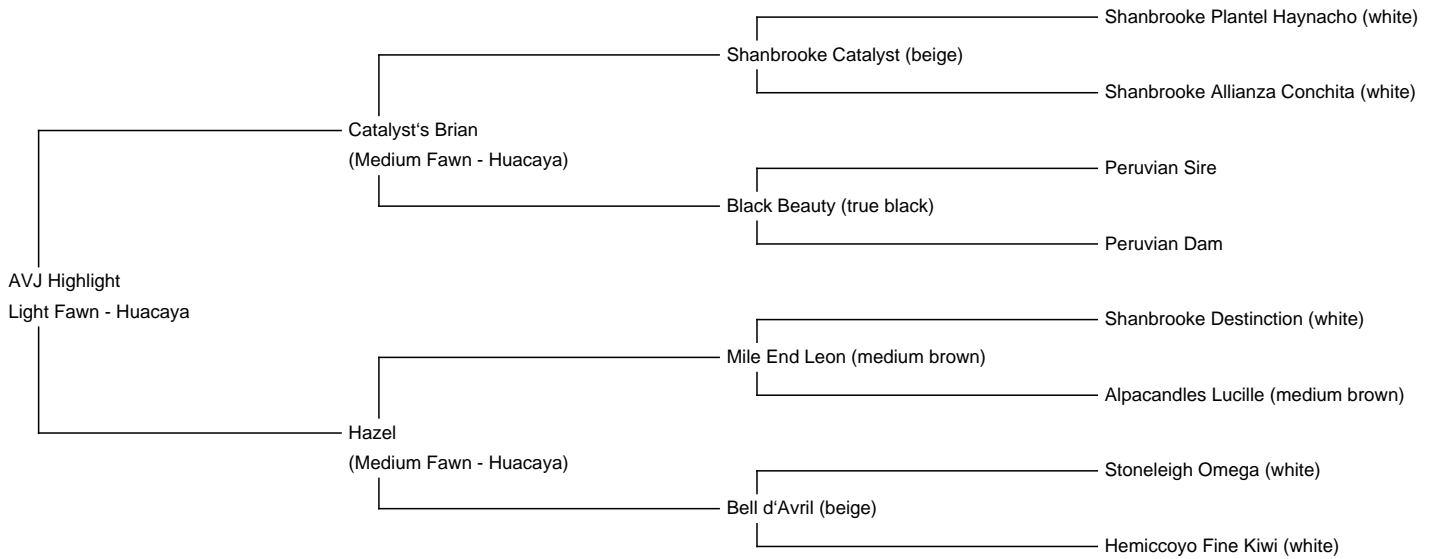 Shanbrooke Plantel Haynacho (white)
Shanbrooke Catalyst (beige)
Shanbrooke Allianza Conchita (white)
Catalyst‘s Brian
(Medium Fawn - Huacaya)
Peruvian Sire
Black Beauty (true black)
Peruvian Dam
AVJ Highlight
Light Fawn - Huacaya
Shanbrooke Destinction (white)
Mile End Leon (medium brown)
Alpacandles Lucille (medium brown)
Hazel
(Medium Fawn - Huacaya)
Stoneleigh Omega (white)
Bell d‘Avril (beige)
Hemiccoyo Fine Kiwi (white)